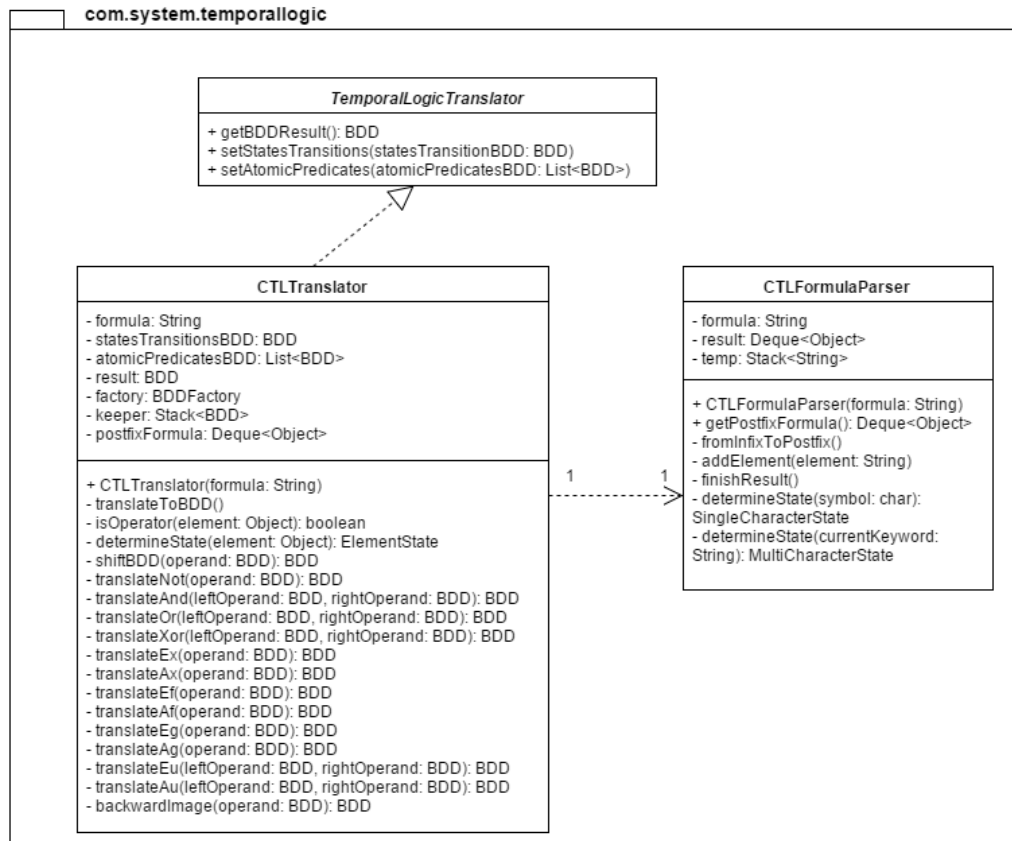 com.system.temporallogic
TemporalLogicTranslator
+ getBDDResult(): BDD
+ setStatesTransitions(statesTransitionBDD: BDD)
+ setAtomicPredicates(atomicPredicatesBDD: List<BDD>)
CTLTranslator
- formula: String
- statesTransitionsBDD: BDD
- atomicPredicatesBDD: List<BDD>
- result: BDD
- factory: BDDFactory
- keeper: Stack<BDD>
- postfixFormula: Deque<Object>
+ CTLTranslator(formula: String)
- translateToBDD()
- isOperator(element: Object): boolean
- determineState(element: Object): ElementState
- shiftBDD(operand: BDD): BDD
- translateNot(operand: BDD): BDD
- translateAnd(leftOperand: BDD, rightOperand: BDD): BDD
- translateOr(leftOperand: BDD, rightOperand: BDD): BDD
- translateXor(leftOperand: BDD, rightOperand: BDD): BDD
- translateEx(operand: BDD): BDD
- translateAx(operand: BDD): BDD
- translateEf(operand: BDD): BDD
- translateAf(operand: BDD): BDD
- translateEg(operand: BDD): BDD
- translateAg(operand: BDD): BDD
- translateEu(leftOperand: BDD, rightOperand: BDD): BDD
- translateAu(leftOperand: BDD, rightOperand: BDD): BDD
- backwardImage(operand: BDD): BDD
1
1
CTLFormulaParser
- formula: String
- result: Deque<Object>
- temp: Stack<String>
+ CTLFormulaParser(formula: String)
+ getPostfixFormula(): Deque<Object>
- fromInfixToPostfix()
- addElement(element: String)
- finishResult()
- determineState(symbol: char):
SingleCharacterState
- determineState(currentKeyword:
String): MultiCharacterState